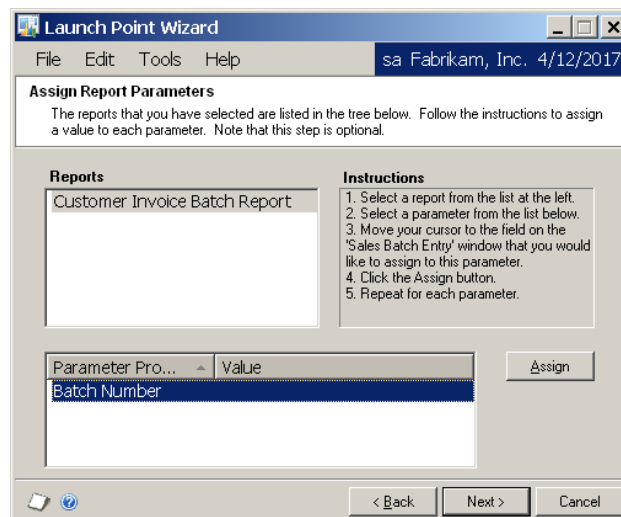 Launch Point Wizard
File Edit Tools Help sa Fabrikam, Inc. 4/12/2017
Assign Report Parameters
The reports that you have selected are listed in the tree below. Follow the instructions to assign
a value to each parameter. Note that this step is optional.
Reports
Customer Invoice Batch Report
Instructions
1. Select a report from the list at the left.
2. Select a parameter from the list below.
3. Move your cursor to the field on the
'Sales Batch Entry' window that you would
like to assign to this parameter.
4. Click the Assign button.
5. Repeat for each parameter.
Parameter Pro... Value
Batch Number
Assign
< Back Next > Cancel